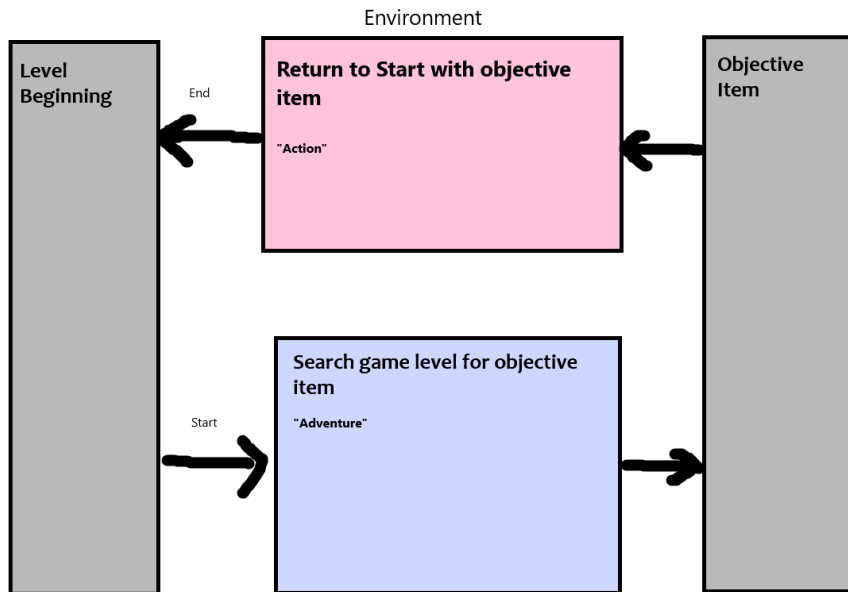 Environment
Level
Beginning
End
Return to Start with objective
item
"Action"
Objective
Item
Search game level for objective
item
"Adventure"
Start